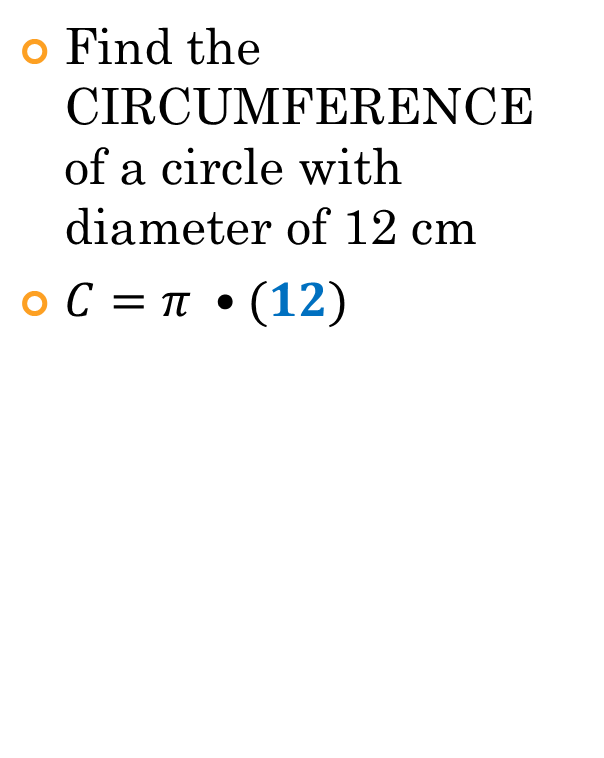 Find the
CIRCUMFERENCE
of a circle with
diameter of 12 cm
C = π • (12)